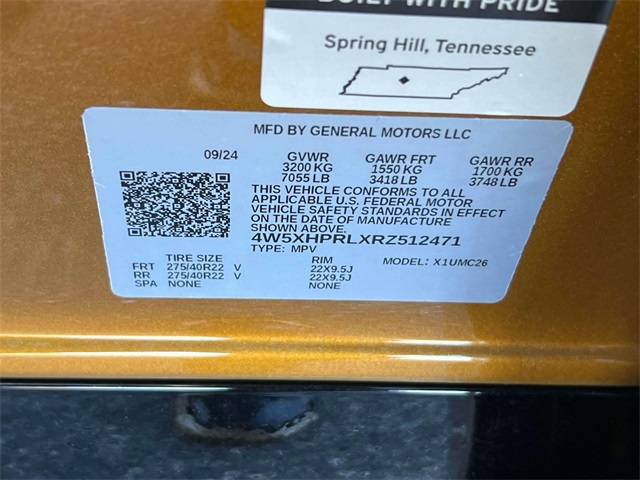 BUILT WITH PRIDE
Spring Hill, Tennessee
MFD BY GENERAL MOTORS LLC
09/24 GVWR GAWR FRT GAWR RR
3200 KG 1550 KG 1700 KG
7055 LB 3418 LB 3748 LB
THIS VEHICLE CONFORMS TO ALL
APPLICABLE U.S. FEDERAL MOTOR
VEHICLE SAFETY STANDARDS IN EFFECT
ON THE DATE OF MANUFACTURE
SHOWN ABOVE.
4W5XHPRLXRZ512471
TYPE: MPV
TIRE SIZE RIM MODEL: X1UMC26
FRT 275/40R22 V 22X9.5J
RR 275/40R22 V 22X9.5J
SPA NONE NONE